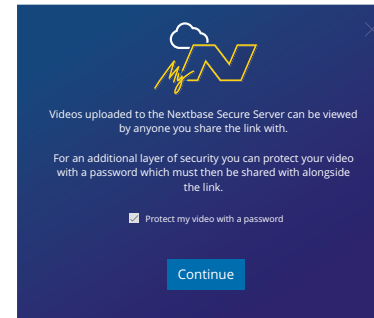 My N
Videos uploaded to the Nextbase Secure Server can be viewed
by anyone you share the link with.
For an additional layer of security you can protect your video
with a password which must then be shared with alongside
the link.
Protect my video with a password
Continue